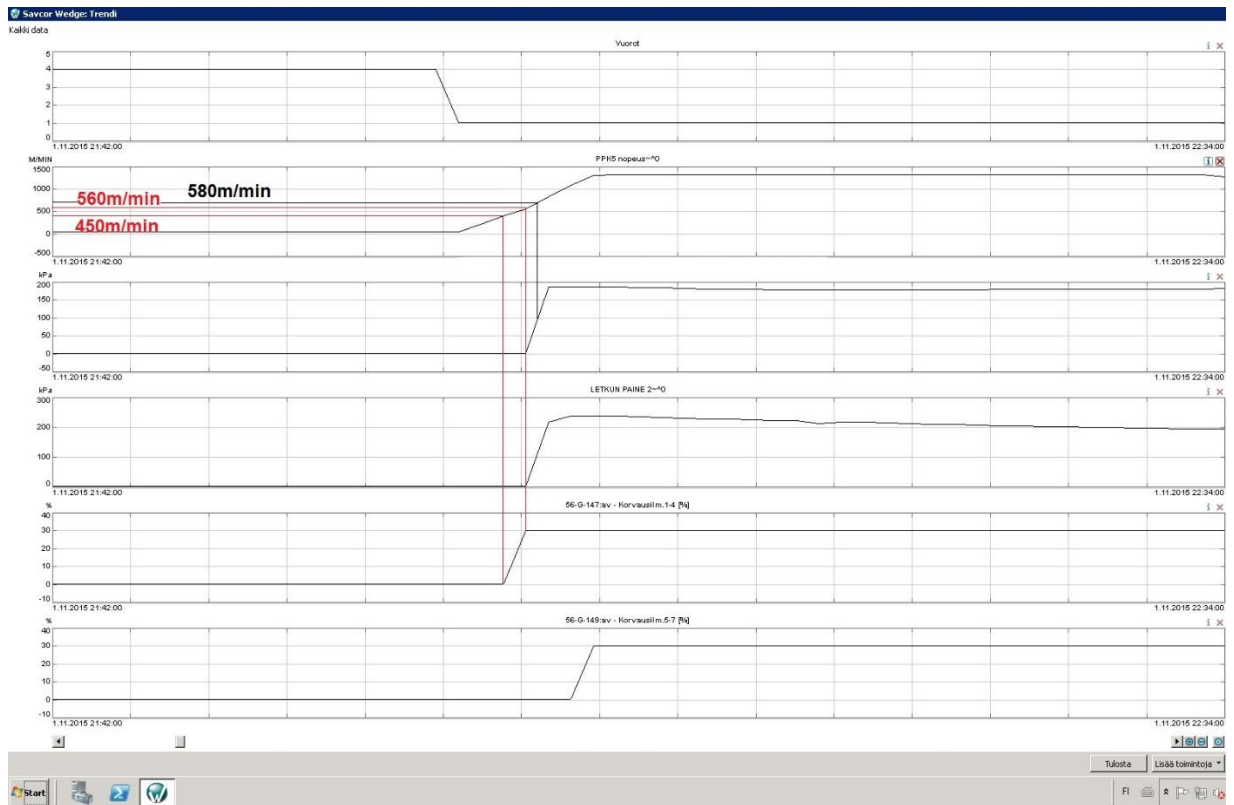 Savcor Wedge: Trendi
Kaikki data
Vuorot
5
4
3
2
1
0
1.11.2015 21:42:00 1.11.2015 22:34:00
M/MIN PPK5 nopeus~^0
1500
1000
500
0
-500
560m/min 580m/min
450m/min
1.11.2015 21:42:00 1.11.2015 22:34:00
kPa
200
150
100
50
0
-50
1.11.2015 21:42:00 1.11.2015 22:34:00
kPa LETKUN PAINE 2~^0
300
200
100
0
1.11.2015 21:42:00 1.11.2015 22:34:00
% 56-G-147:av - Korvausilm.1-4 [%]
40
30
20
10
0
-10
1.11.2015 21:42:00 1.11.2015 22:34:00
% 56-G-149:av - Korvausilm.5-7 [%]
40
30
20
10
0
-10
1.11.2015 21:42:00 1.11.2015 22:34:00
Tulosta Lisää toimintoja
Start FI